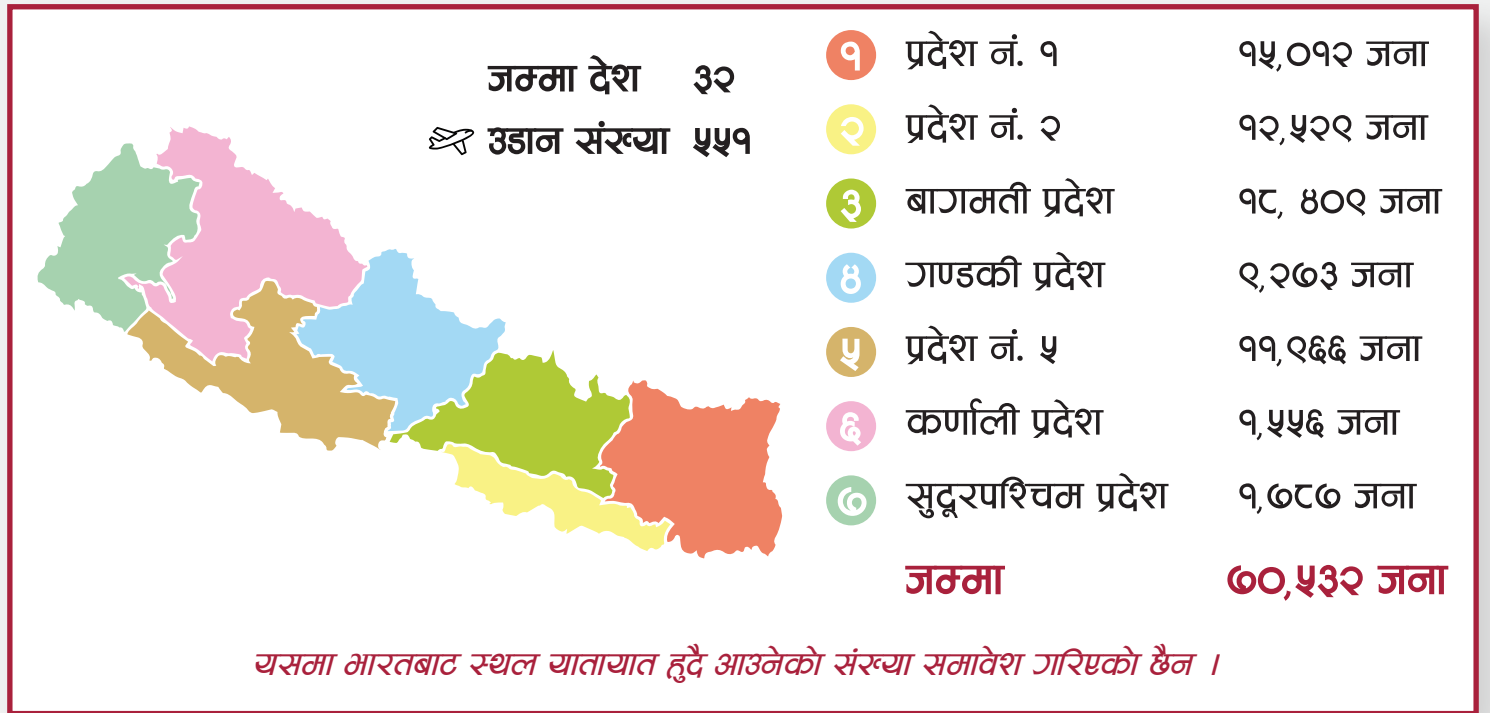 जम्मा देश ३२
उडान संख्या ५५१
१ प्रदेश नं. १ १५,०१२ जना
२ प्रदेश नं. २ १२,५२९ जना
३ बागमती प्रदेश १८, ४०९ जना
४ गण्डकी प्रदेश ९,२७३ जना
५ प्रदेश नं. ५ ११,९६६ जना
६ कर्णाली प्रदेश १,५५६ जना
७ सुदूरपश्चिम प्रदेश १,७८७ जना
जम्मा ७०,५३२ जना
यसमा भारतबाट स्थल यातायात हुदै आउनेको संख्या समावेश गरिएको छैन ।